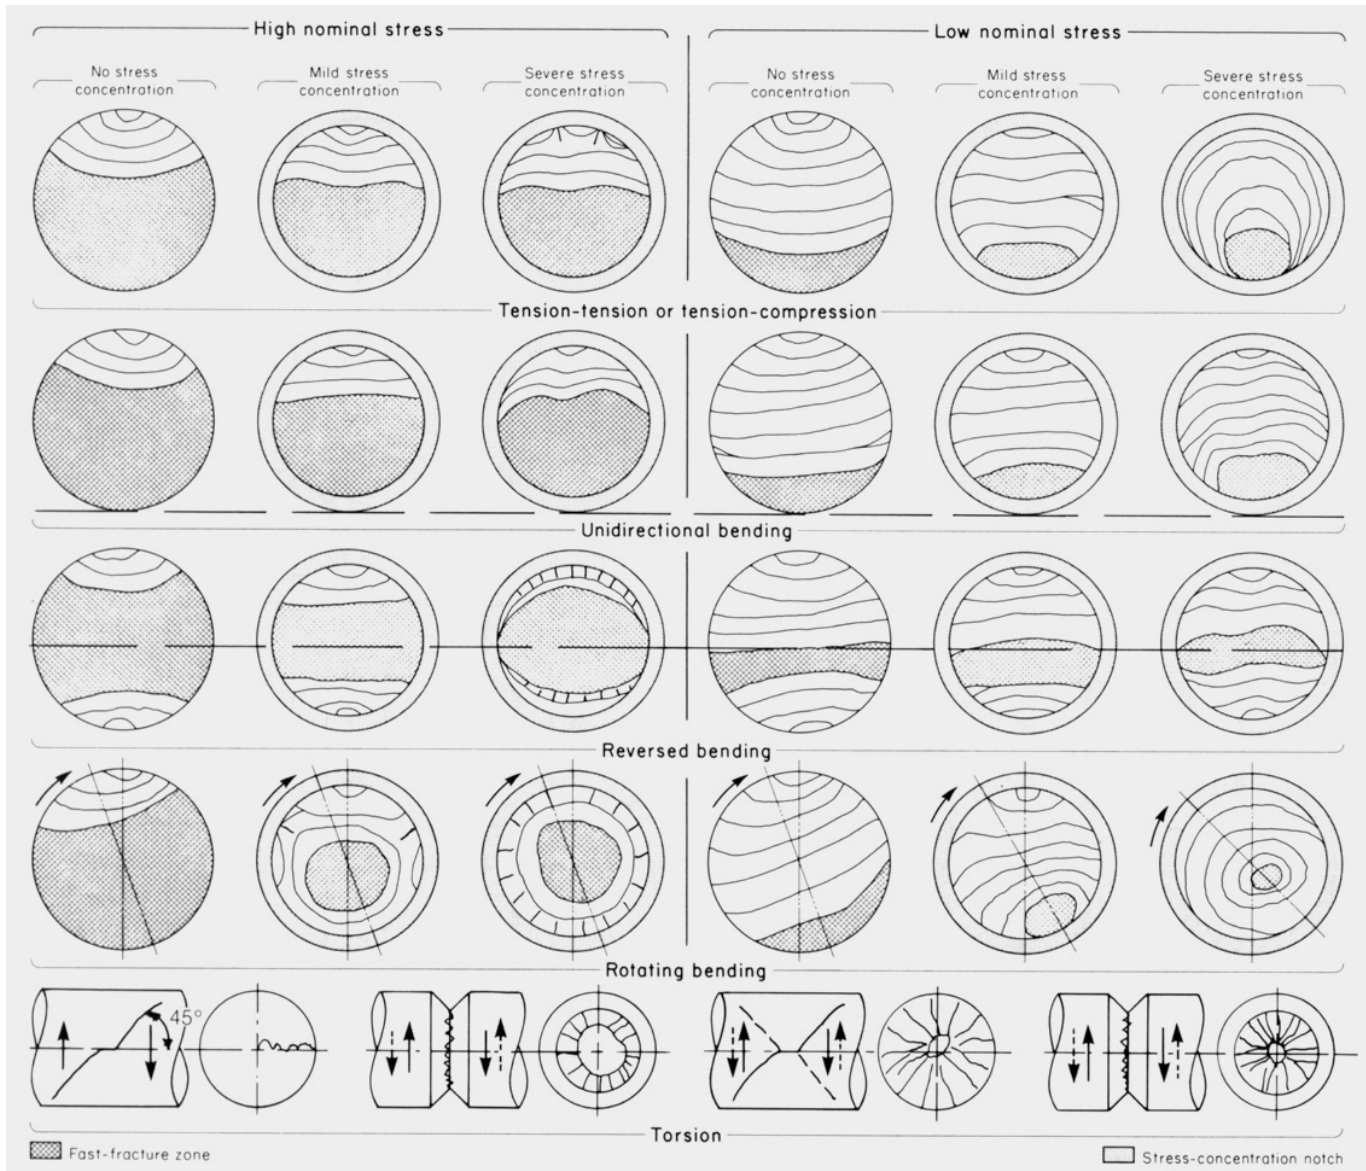 High nominal stress
Low nominal stress
No stress
concentration
Mild stress
concentration
Severe stress
concentration
No stress
concentration
Mild stress
concentration
Severe stress
concentration
Tension-tension or tension-compression
Unidirectional bending
Reversed bending
Rotating bending
45°
Torsion
Fast-fracture zone
Stress-concentration notch